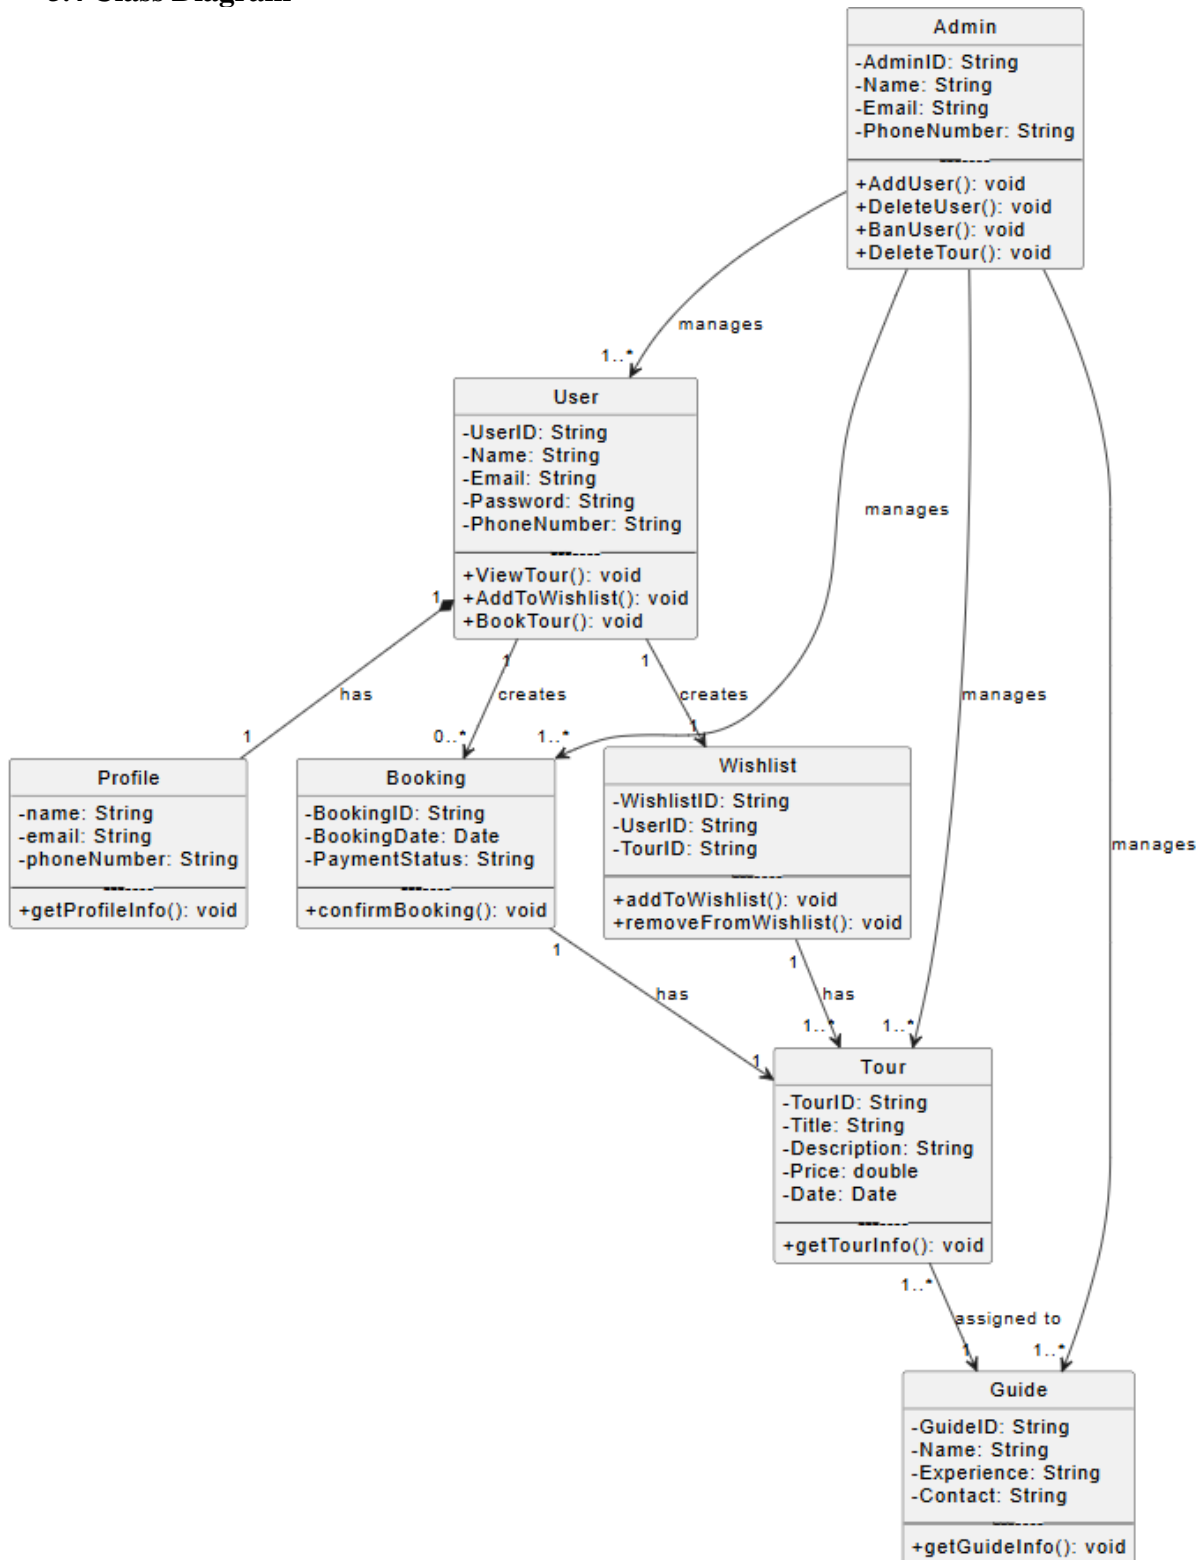 Class Diagram
Admin
-AdminID: String
-Name: String
-Email: String
-PhoneNumber: String
+AddUser(): void
+DeleteUser(): void
+BanUser(): void
+DeleteTour(): void
manages
1..*
User
-UserID: String
-Name: String
-Email: String
-Password: String
-PhoneNumber: String
+ViewTour(): void
+AddToWishlist(): void
+BookTour(): void
manages
1
1
1
has
creates
creates
manages
1
0..*
1..*
1
Profile
-name: String
-email: String
-phoneNumber: String
+getProfileInfo(): void
Booking
-BookingID: String
-BookingDate: Date
-PaymentStatus: String
+confirmBooking(): void
Wishlist
-WishlistID: String
-UserID: String
-TourID: String
+addToWishlist(): void
+removeFromWishlist(): void
manages
1
1
has
has
1..*
1..*
1
Tour
-TourID: String
-Title: String
-Description: String
-Price: double
-Date: Date
+getTourInfo(): void
1..*
assigned to
1
1..*
Guide
-GuideID: String
-Name: String
-Experience: String
-Contact: String
+getGuideInfo(): void